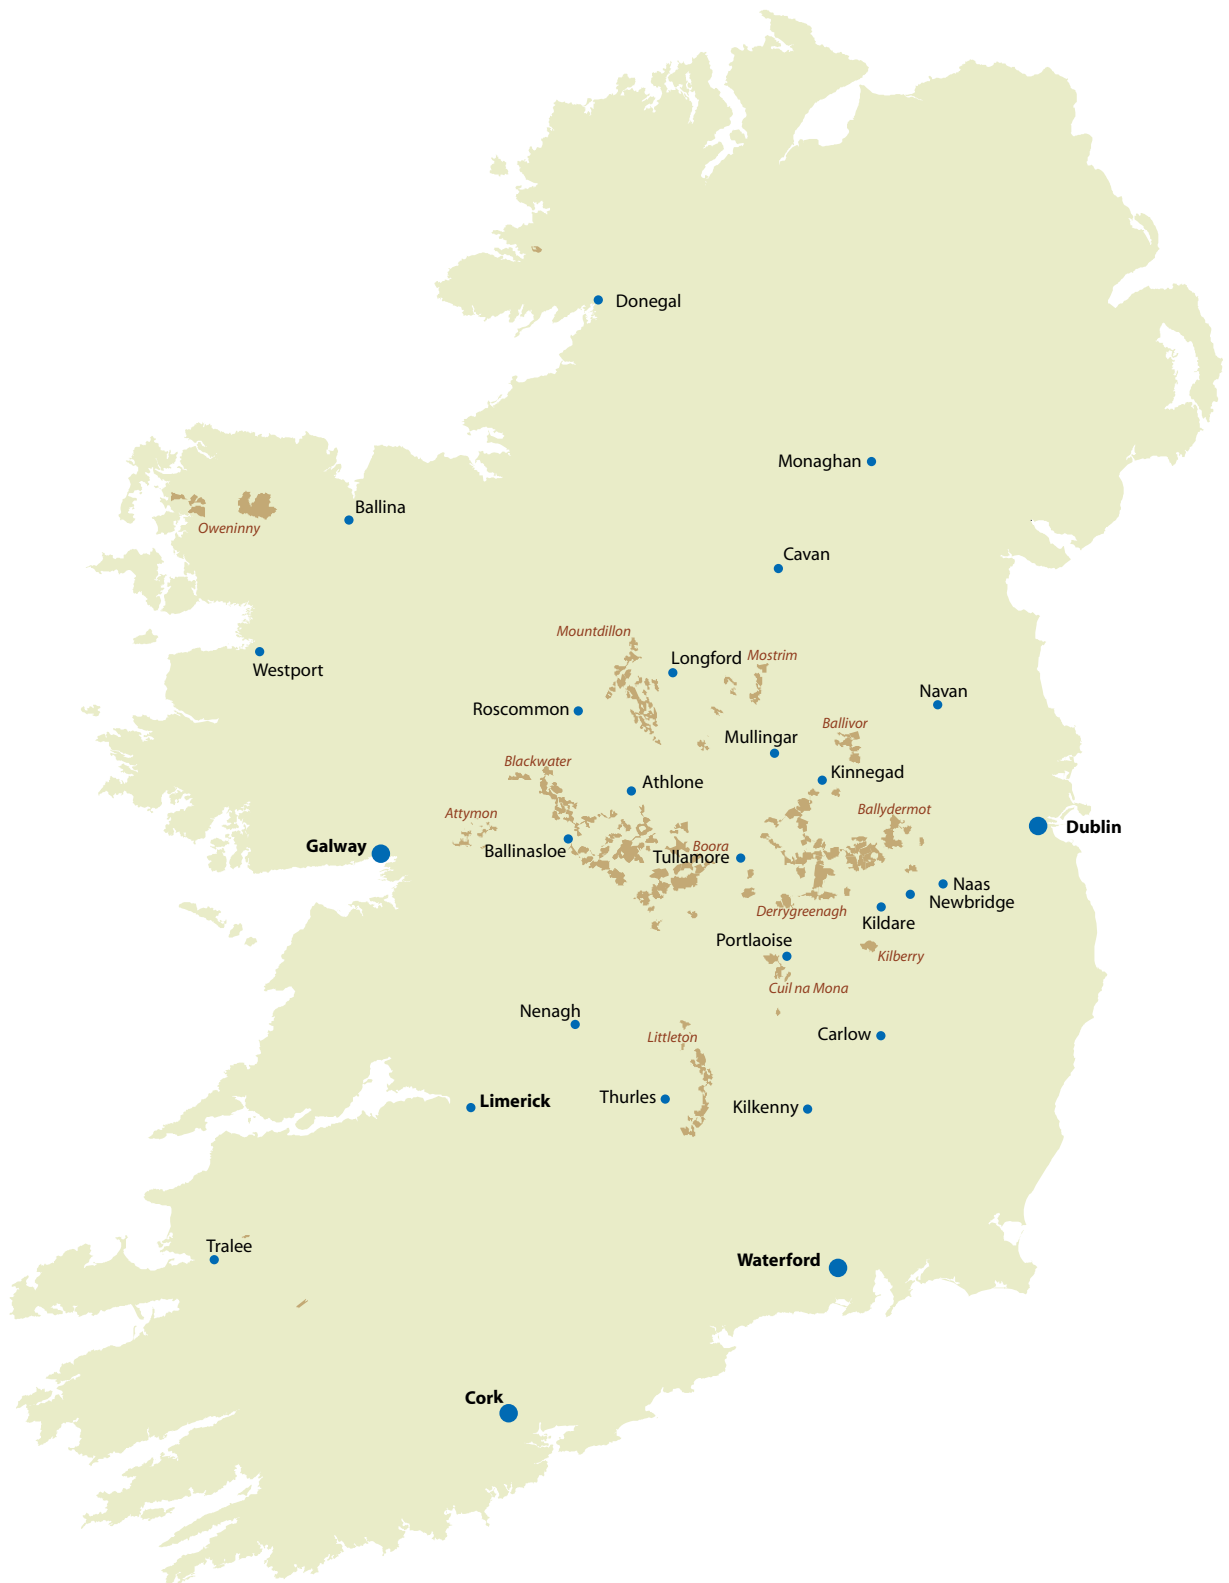 Donegal
Monaghan
Ballina
Oweninny
Cavan
Mountdillon
Longford
Mostrim
Westport
Navan
Roscommon
Ballivor
Mullingar
Blackwater
Kinnegad
Athlone
Ballydermot
Attymon
Dublin
Galway
Boora
Ballinasloe
Tullamore
Naas
Newbridge
Derrygreenagh
Kildare
Portlaoise
Kilberry
Cuil na Mona
Nenagh
Littleton
Carlow
Thurles
Limerick
Kilkenny
Tralee
Waterford
Cork